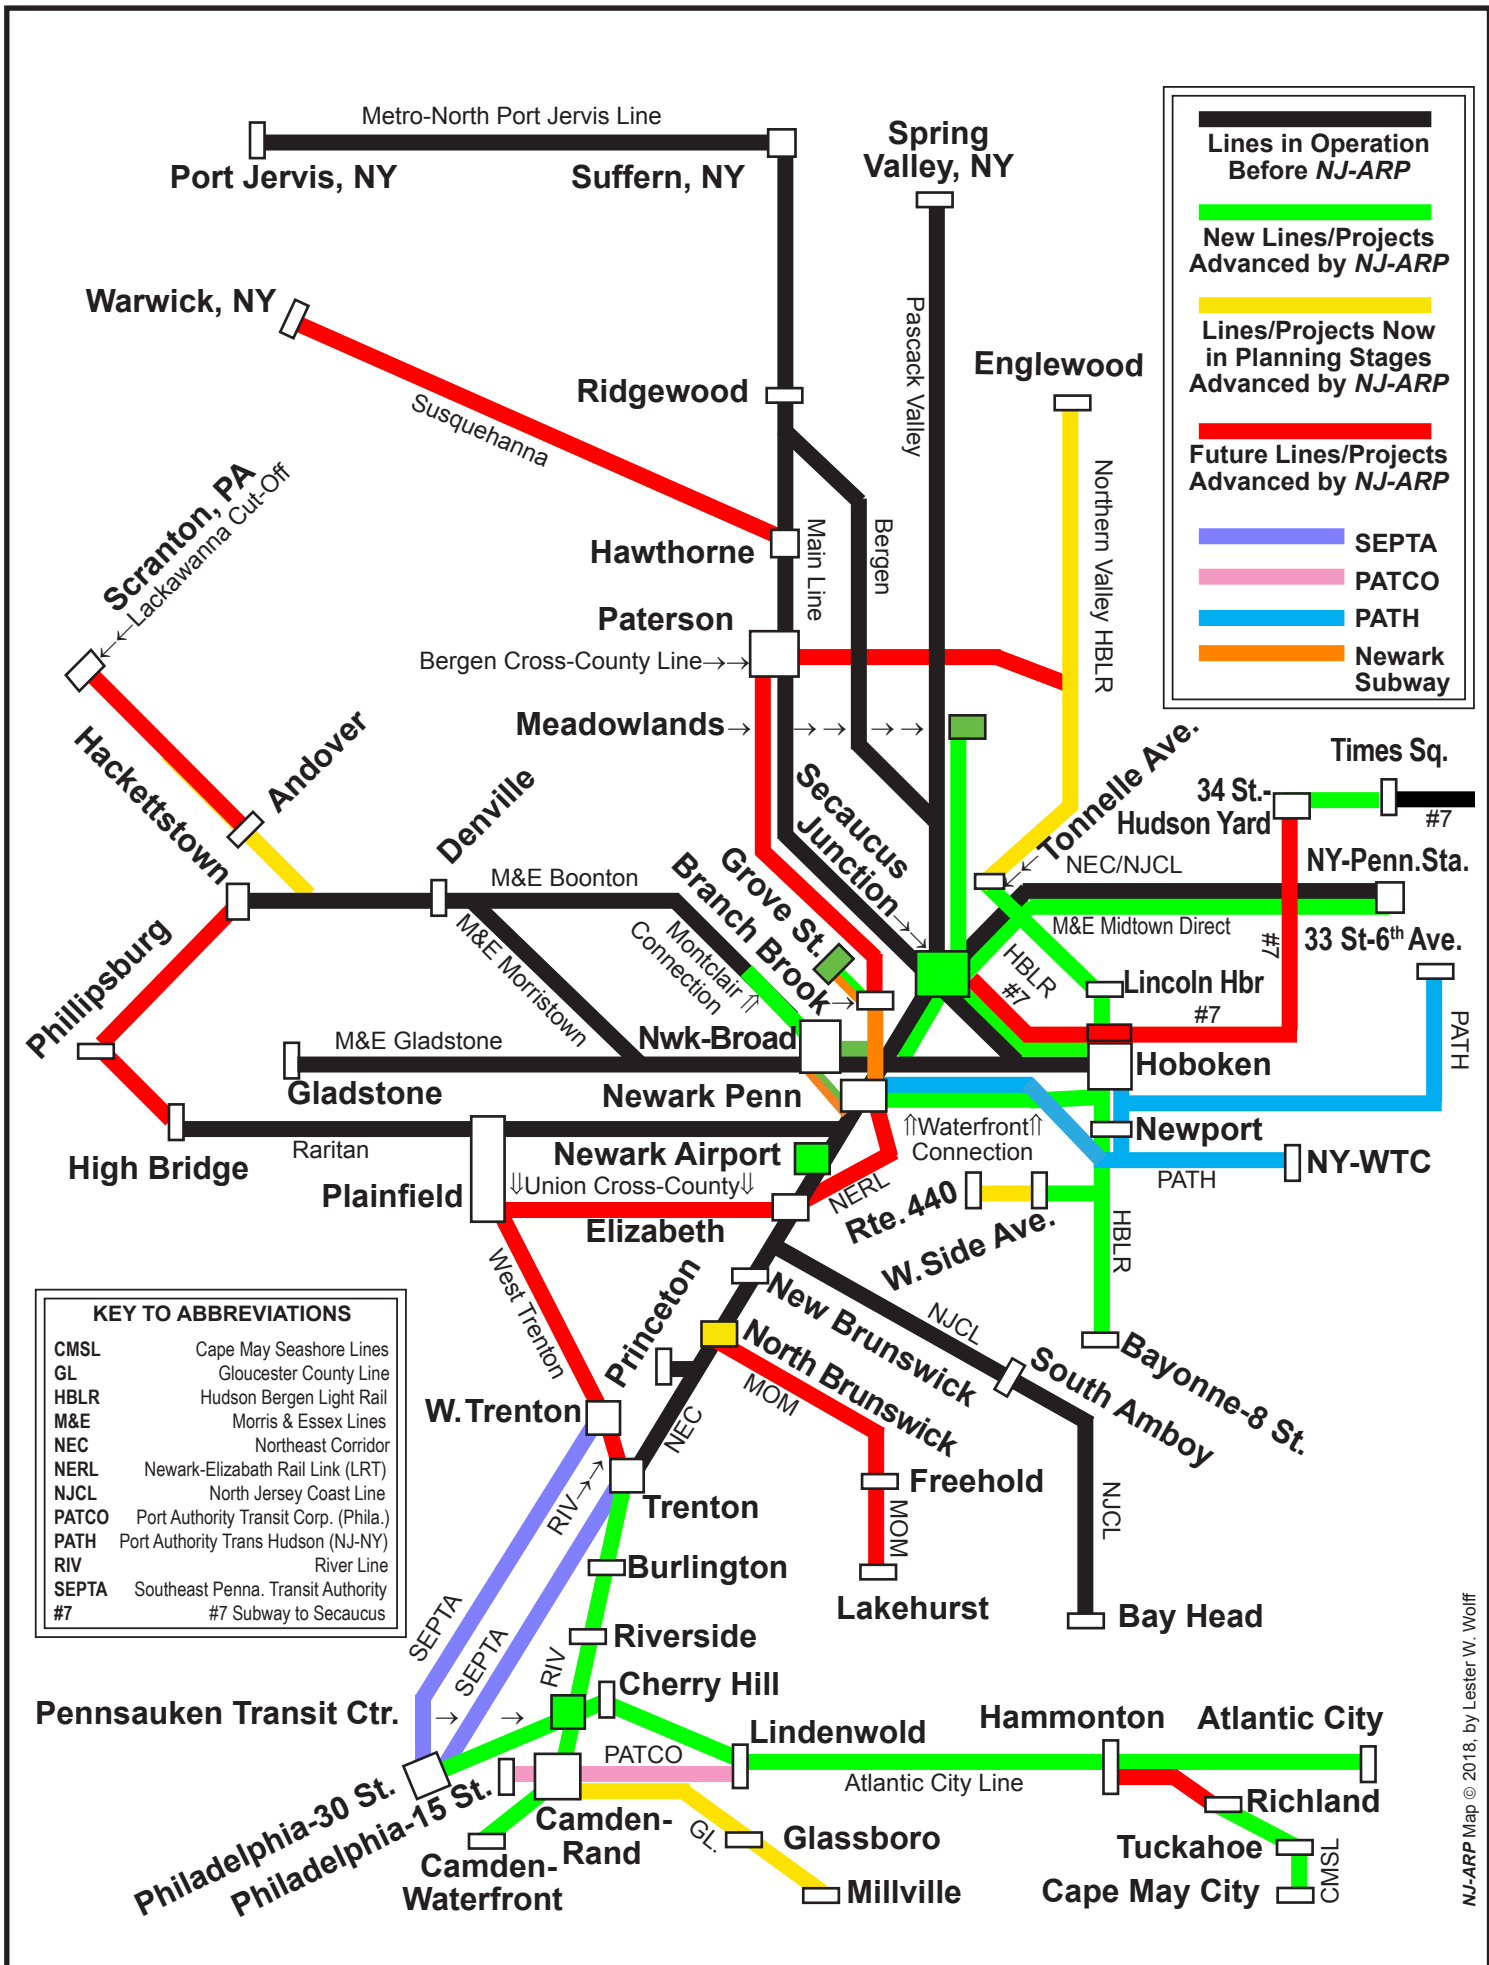 Metro-North Port Jervis Line
Port Jervis, NY
Suffern, NY
Spring
Valley, NY
Lines in Operation
Before NJ-ARP
New Lines/Projects
Advanced by NJ-ARP
Lines/Projects Now
in Planning Stages
Advanced by NJ-ARP
Future Lines/Projects
Advanced by NJ-ARP
SEPTA
PATCO
PATH
Newark
Subway
Warwick, NY
Susquehanna
Ridgewood
Pascack Valley
Englewood
Northern Valley HBLR
Scranton, PA
←←Lackawanna Cut-Off
Hawthorne
Main Line
Bergen
Paterson
Bergen Cross-County Line→→
Meadowlands→ → → → →
Hackettstown
Andover
Denville
Secaucus
Junction→→
Tonnelle Ave.
←←
Times Sq.
34 St.-
Hudson Yard
#7
NY-Penn.Sta.
NEC/NJCL
M&E Midtown Direct
33 St-6th Ave.
#7
M&E Boonton
Grove St.
Branch Brook→
Montclair ⇑
Connection
M&E Morristown
HBLR
#7
Lincoln Hbr
#7
Phillipsburg
M&E Gladstone
Gladstone
Nwk-Broad
Hoboken
PATH
Newark Penn
⇑Waterfront⇑
Connection
Newport
NY-WTC
PATH
High Bridge
Raritan
Newark Airport
Plainfield
⇓Union Cross-County⇓
NERL
Elizabeth
Rte.440
W.Side Ave.
HBLR
West Trenton
Princeton
New Brunswick
North Brunswick
NJCL
South Amboy
Bayonne-8 St.
KEY TO ABBREVIATIONS
CMSL Cape May Seashore Lines
GL Gloucester County Line
HBLR Hudson Bergen Light Rail
M&E Morris & Essex Lines
NEC Northeast Corridor
NERL Newark-Elizabath Rail Link (LRT)
NJCL North Jersey Coast Line
PATCO Port Authority Transit Corp. (Phila.)
PATH Port Authority Trans Hudson (NJ-NY)
RIV River Line
SEPTA Southeast Penna. Transit Authority
#7 #7 Subway to Secaucus
W.Trenton
NEC
MOM
Freehold
MOM
NJCL
RIV→→
Trenton
Burlington
Lakehurst
Bay Head
SEPTA
SEPTA
Riverside
RIV
Cherry Hill
Pennsauken Transit Ctr. → →
Lindenwold
Hammonton
Atlantic City
PATCO
Atlantic City Line
Philadelphia-30 St.
Philadelphia-15 St.
Camden-
Rand
Richland
GL.
Glassboro
Tuckahoe
Camden-
Waterfront
Millville
Cape May City
CMSL
NJ-ARP Map © 2018, by Lester W. Wolff